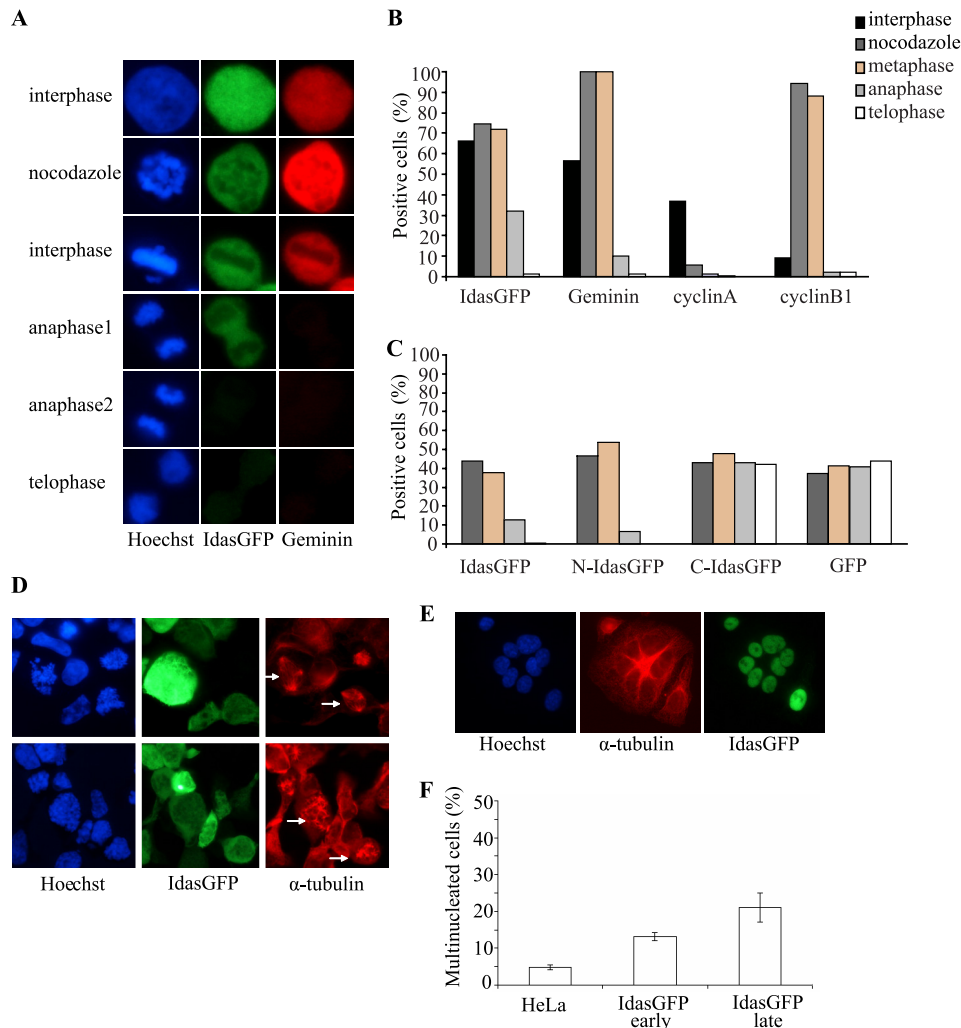 A
interphase
nocodazole
interphase
anaphase1
anaphase2
telophase
Hoechst IdasGFP Geminin
B
interphase
nocodazole
metaphase
anaphase
telophase
Positive cells (%)
100
90
80
70
60
50
40
30
20
10
0
IdasGFP Geminin cyclinA cyclinB1
C
Positive cells (%)
100
90
80
70
60
50
40
30
20
10
0
IdasGFP N-IdasGFP C-IdasGFP GFP
D
Hoechst IdasGFP α-tubulin
E
Hoechst α-tubulin IdasGFP
F
Multinucleated cells (%)
50
40
30
20
10
0
HeLa IdasGFP early IdasGFP late